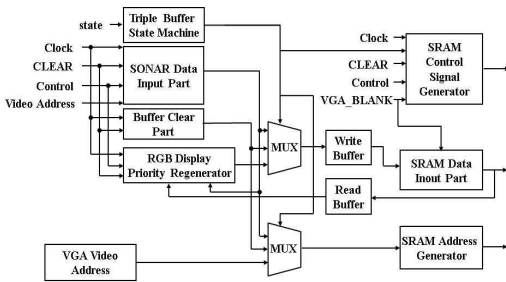 state
Triple Buffer
State Machine
Clock
CLEAR
Control
Video Address
SONAR Data
Input Part
Buffer Clear
Part
RGB Display
Priority Regenerator
MUX
Write
Buffer
Read
Buffer
Clock
CLEAR
Control
VGA_BLANK
SRAM
Control
Signal
Generator
SRAM Data
Inout Part
VGA Video
Address
MUX
SRAM Address
Generator